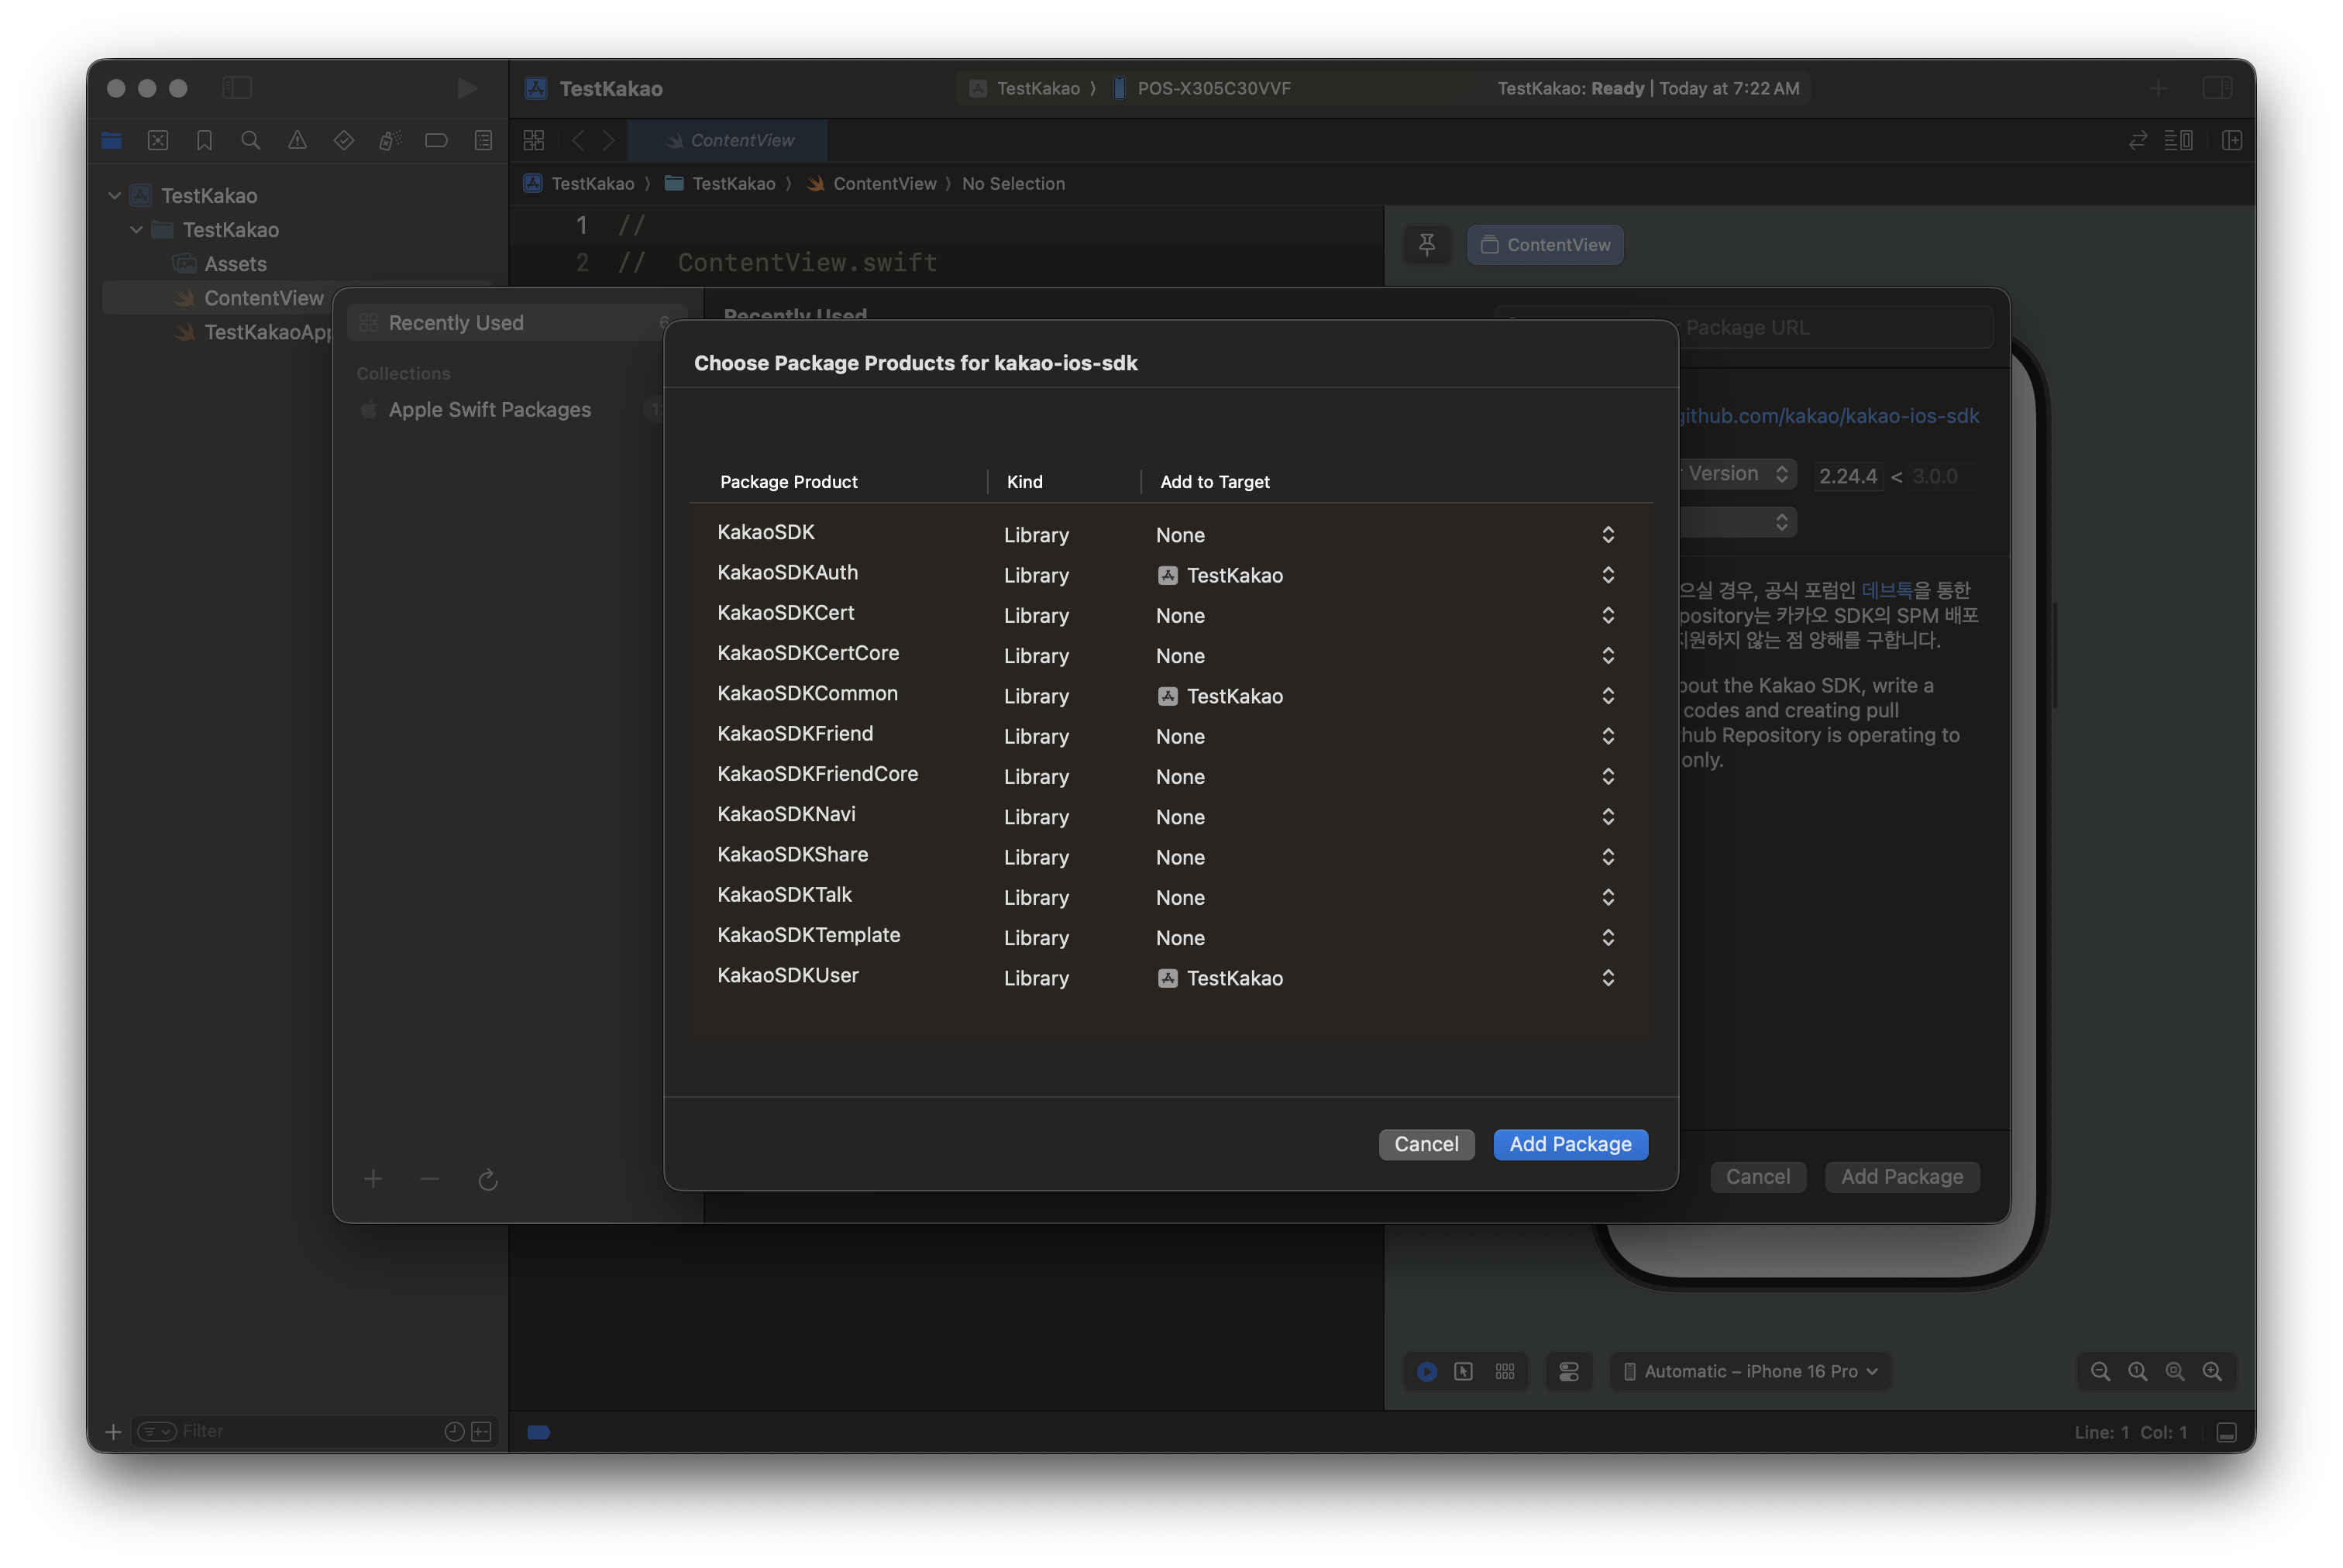 TestKakao
TestKakao 〉 POS-X305C30VVF
TestKakao: Ready | Today at 7:22 AM
ContentView
TestKakao 〉 TestKakao 〉 ContentView 〉 No Selection
TestKakao
TestKakao
Assets
ContentView
TestKakaoApp
1 //
2 // ContentView.swift
ContentView
Recently Used
Collections
Apple Swift Packages
Recently Used
Package URL
github.com/kakao/kakao-ios-sdk
Version
2.24.4 < 3.0.0
으실 경우, 공식 포럼인 데브톡을 통한
pository는 카카오 SDK의 SPM 배포
지원하지 않는 점 양해를 구합니다.
bout the Kakao SDK, write a
codes and creating pull
hub Repository is operating to
only.
Cancel
Add Package
Choose Package Products for kakao-ios-sdk
Package Product Kind Add to Target
KakaoSDK Library None
KakaoSDKAuth Library TestKakao
KakaoSDKCert Library None
KakaoSDKCertCore Library None
KakaoSDKCommon Library TestKakao
KakaoSDKFriend Library None
KakaoSDKFriendCore Library None
KakaoSDKNavi Library None
KakaoSDKShare Library None
KakaoSDKTalk Library None
KakaoSDKTemplate Library None
KakaoSDKUser Library TestKakao
Cancel
Add Package
Automatic – iPhone 16 Pro
Filter
Line: 1 Col: 1